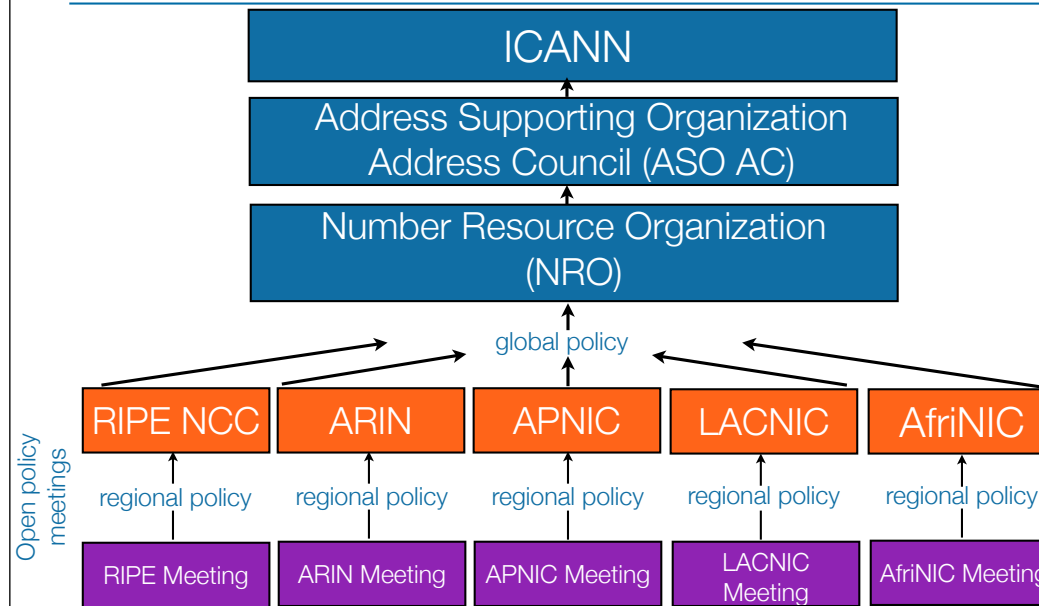 ICANN
Address Supporting Organization
Address Council (ASO AC)
Number Resource Organization
(NRO)
global policy
RIPE NCC
ARIN
APNIC
LACNIC
AfriNIC
Open policy
meetings
regional policy
regional policy
regional policy
regional policy
regional policy
RIPE Meeting
ARIN Meeting
APNIC Meeting
LACNIC
Meeting
AfriNIC Meeting